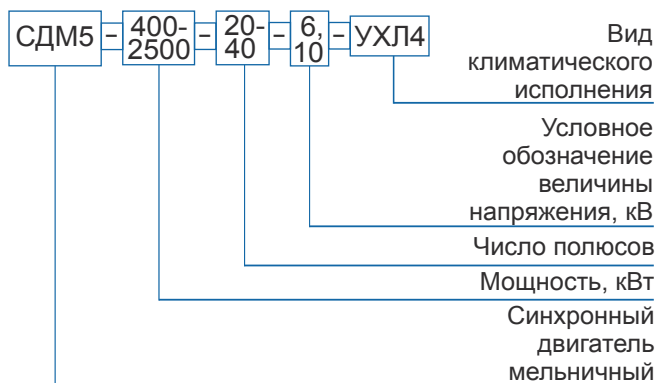 СДМ5 - 400-2500 - 20-40 - 6,10 - УХЛ4
Вид
климатического
исполнения
Условное
обозначение
величины
напряжения, кВ
Число полюсов
Мощность, кВт
Синхронный
двигатель
мельничный